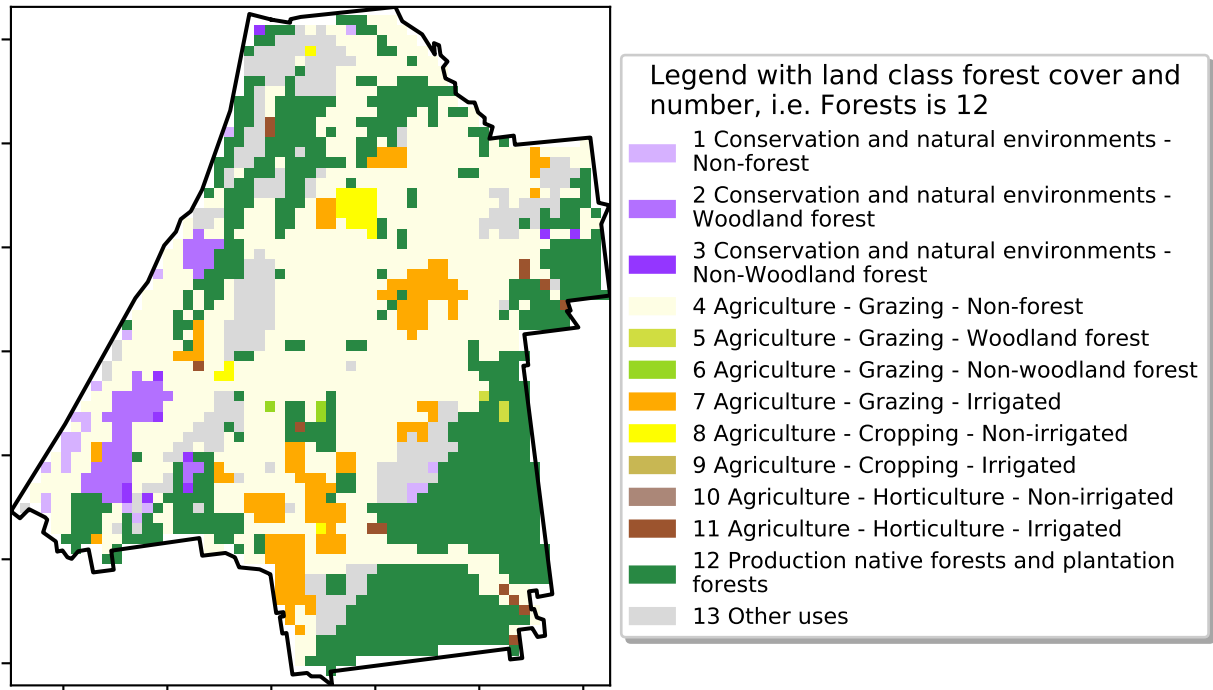 Legend with land class forest cover and
number, i.e. Forests is 12
1 Conservation and natural environments -
Non-forest
2 Conservation and natural environments -
Woodland forest
3 Conservation and natural environments -
Non-Woodland forest
4 Agriculture - Grazing - Non-forest
5 Agriculture - Grazing - Woodland forest
6 Agriculture - Grazing - Non-woodland forest
7 Agriculture - Grazing - Irrigated
8 Agriculture - Cropping - Non-irrigated
9 Agriculture - Cropping - Irrigated
10 Agriculture - Horticulture - Non-irrigated
11 Agriculture - Horticulture - Irrigated
12 Production native forests and plantation
forests
13 Other uses